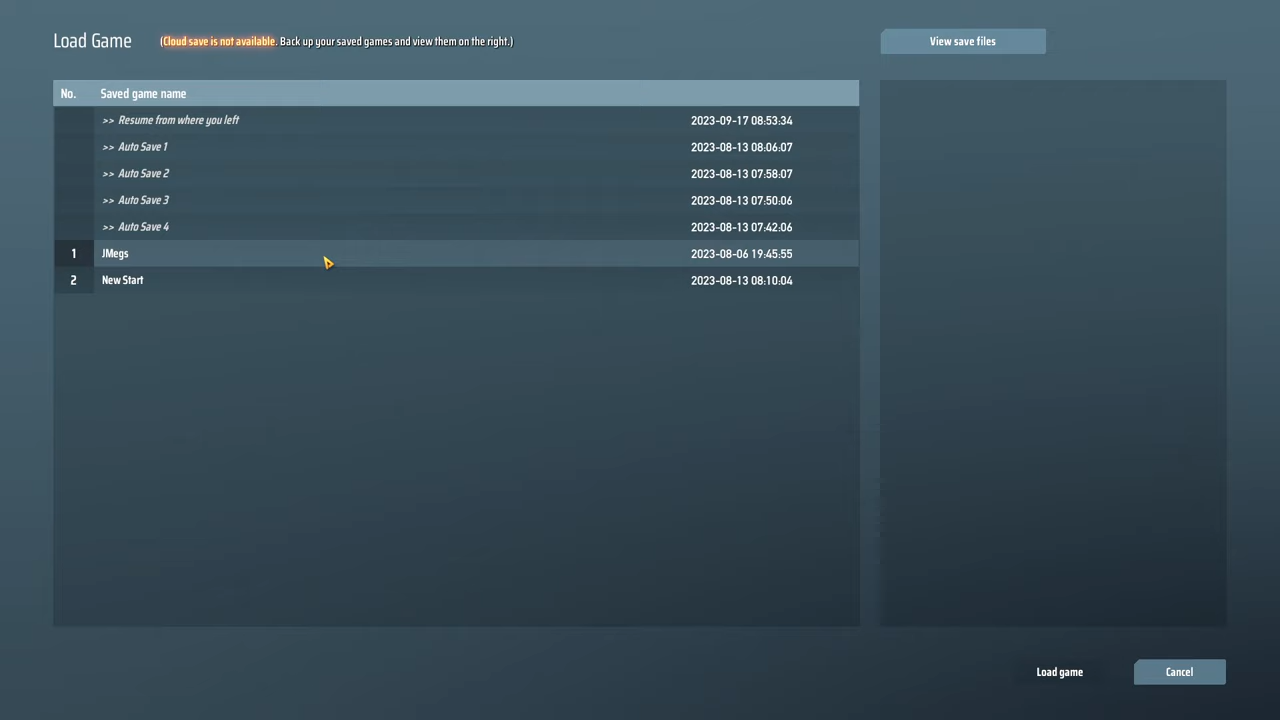 Load Game (Cloud save is not available. Back up your saved games and view them on the right.) View save files
No. Saved game name
>> Resume from where you left 2023-09-17 08:53:34
>> Auto Save 1 2023-08-13 08:06:07
>> Auto Save 2 2023-08-13 07:58:07
>> Auto Save 3 2023-08-13 07:50:06
>> Auto Save 4 2023-08-13 07:42:06
1 JMegs 2023-08-06 19:45:55
2 New Start 2023-08-13 08:10:04
Load game Cancel